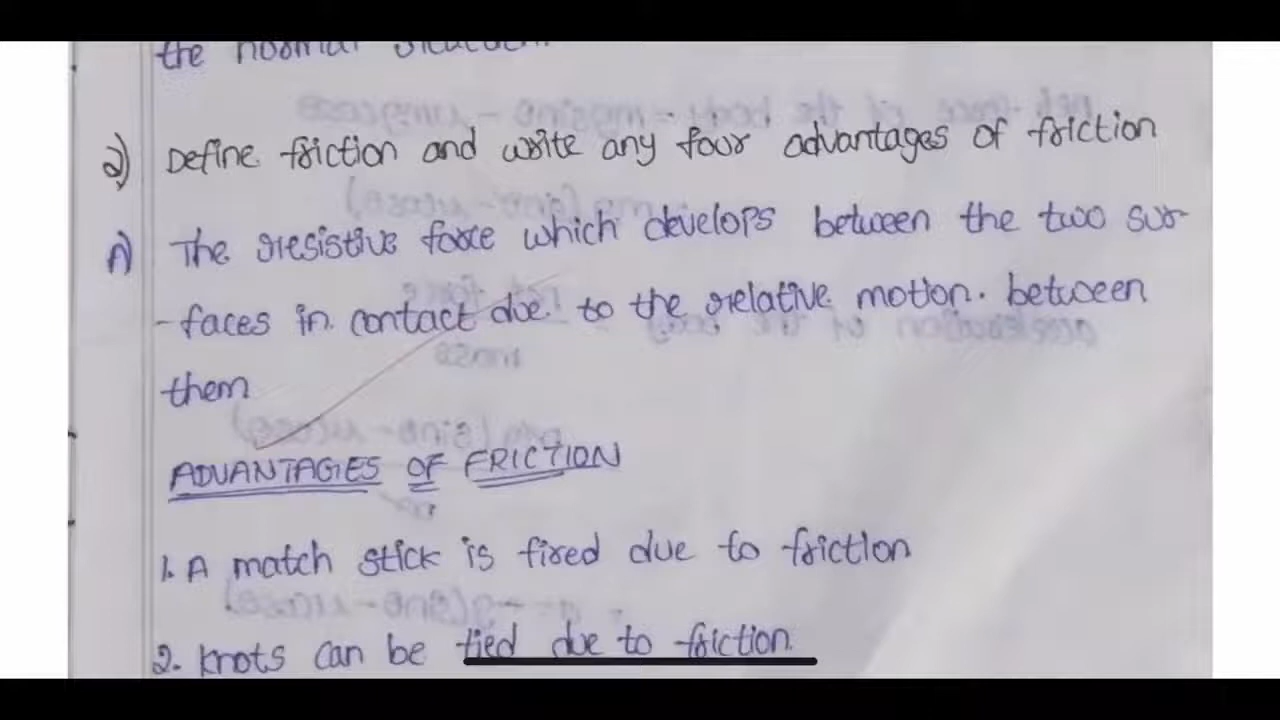 the normal
2) Define friction and write any four advantages of friction
A) The resistive force which develops between the two sur-
-faces in contact due to the relative motion. between
them
ADVANTAGES OF FRICTION
1. A match stick is fired due to friction
2. Knots can be tied due to friction.